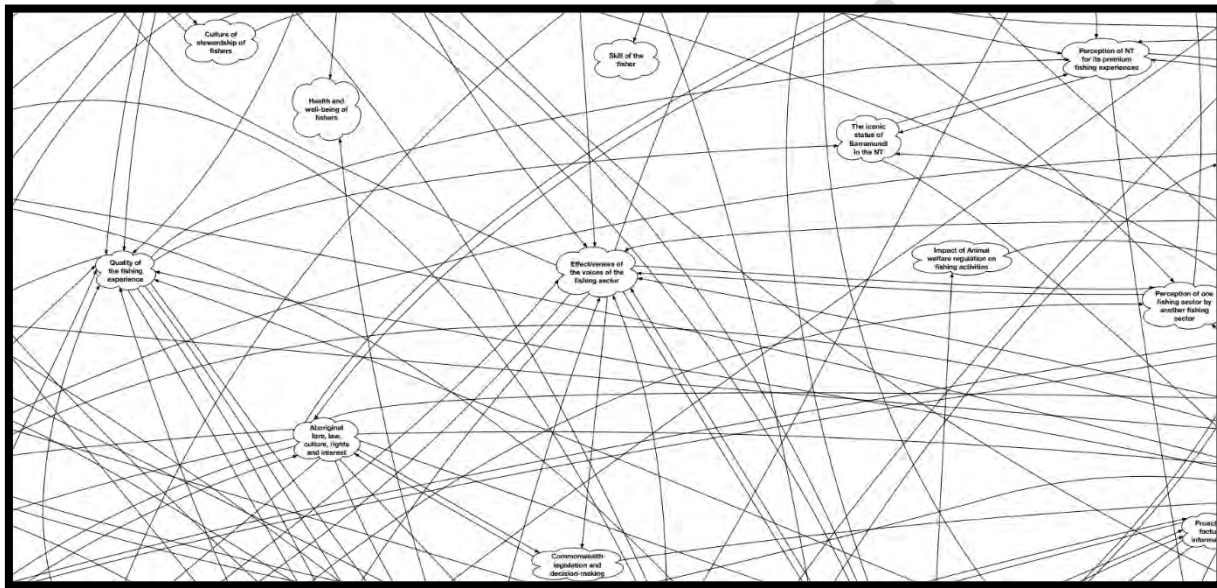 Culture of
stewardship of
fishers
Skill of the
fisher
Perception of NT
for its premium
fishing experiences
Health and
well-being of
fishers
The iconic
status of
Barramundi
in the NT
Quality of
the fishing
experience
Effectiveness of
the voices of the
fishing sector
Impact of Animal
welfare regulation on
fishing activities
Perception of one
fishing sector by
another fishing
sector
Aboriginal
lore, law,
culture, rights
and interest
Commonwealth
legislation and
decision-making